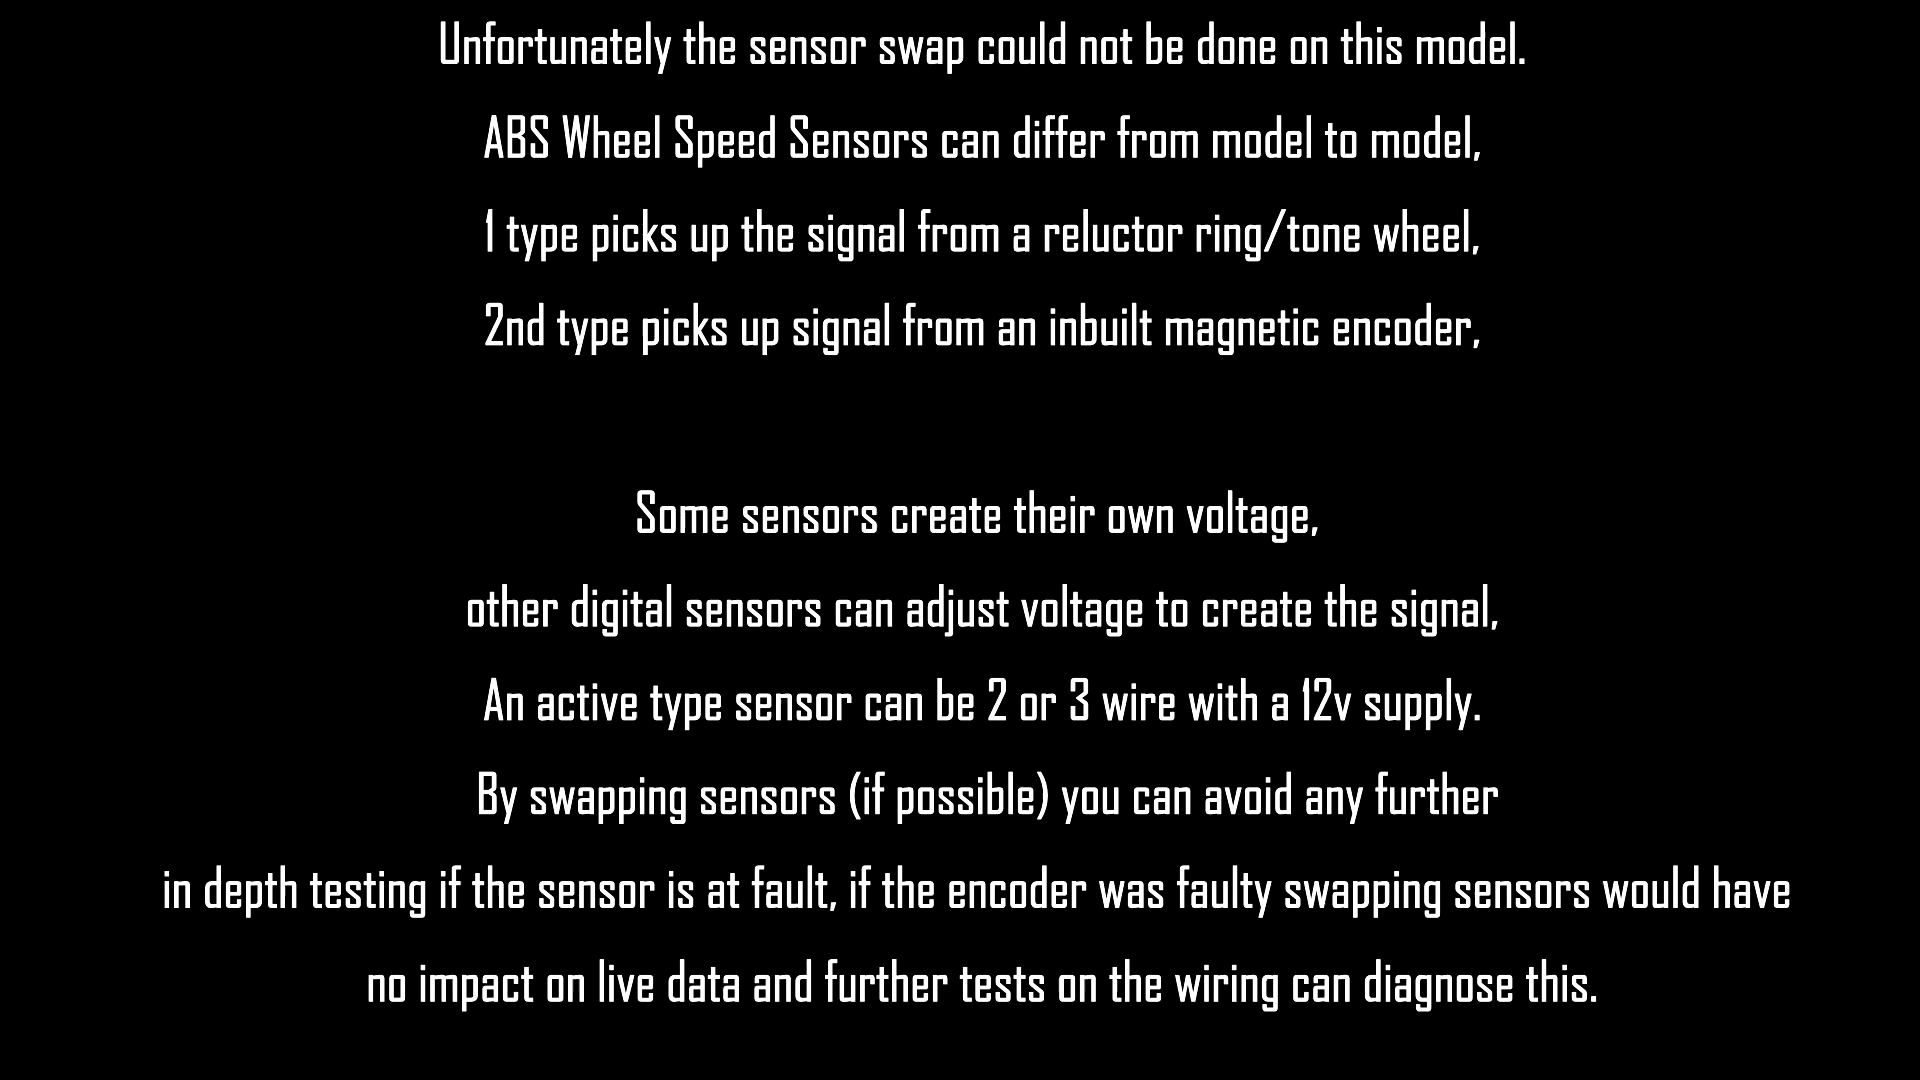 Unfortunately the sensor swap could not be done on this model.
ABS Wheel Speed Sensors can differ from model to model,
1 type picks up the signal from a reluctor ring/tone wheel,
2nd type picks up signal from an inbuilt magnetic encoder,
Some sensors create their own voltage,
other digital sensors can adjust voltage to create the signal,
An active type sensor can be 2 or 3 wire with a 12v supply.
By swapping sensors (if possible) you can avoid any further
in depth testing if the sensor is at fault, if the encoder was faulty swapping sensors would have
no impact on live data and further tests on the wiring can diagnose this.